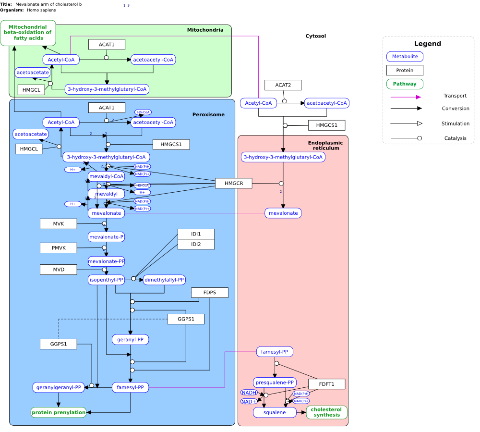 Title: Mevalonate arm of cholesterol b
Organism: Homo sapiens
Mitochondrial
beta-oxidation of
fatty acids
Mitochondria
ACAT1
Acetyl-CoA
acetoacetyl-CoA
acetoacetate
HMGCL
3-hydroxy-3-methylglutaryl-CoA
Cytosol
ACAT2
Acetyl-CoA
acetoacetyl-CoA
HMGCS1
Legend
Metabolite
Protein
Pathway
Transport
Conversion
Stimulation
Catalysis
Peroxisome
ACAT1
Acetyl-CoA
acetoacetyl-CoA
acetoacetate
HMGCL
HMGCS1
3-hydroxy-3-methylglutaryl-CoA
mevaldyl-CoA
mevaldyl
mevalonate
HMGCR
Endoplasmic
reticulum
3-hydroxy-3-methylglutaryl-CoA
mevalonate
MVK
mevalonate-P
IDI1
IDI2
PMVK
mevalonate-PP
MVD
isopenthyl-PP
dimethylallyl-PP
FDPS
GGPS1
geranyl-PP
GGPS1
geranylgeranyl-PP
farnesyl-PP
protein prenylation
farnesyl-PP
presqualene-PP
FDFT1
NADPH
squalene
cholesterol
synthesis